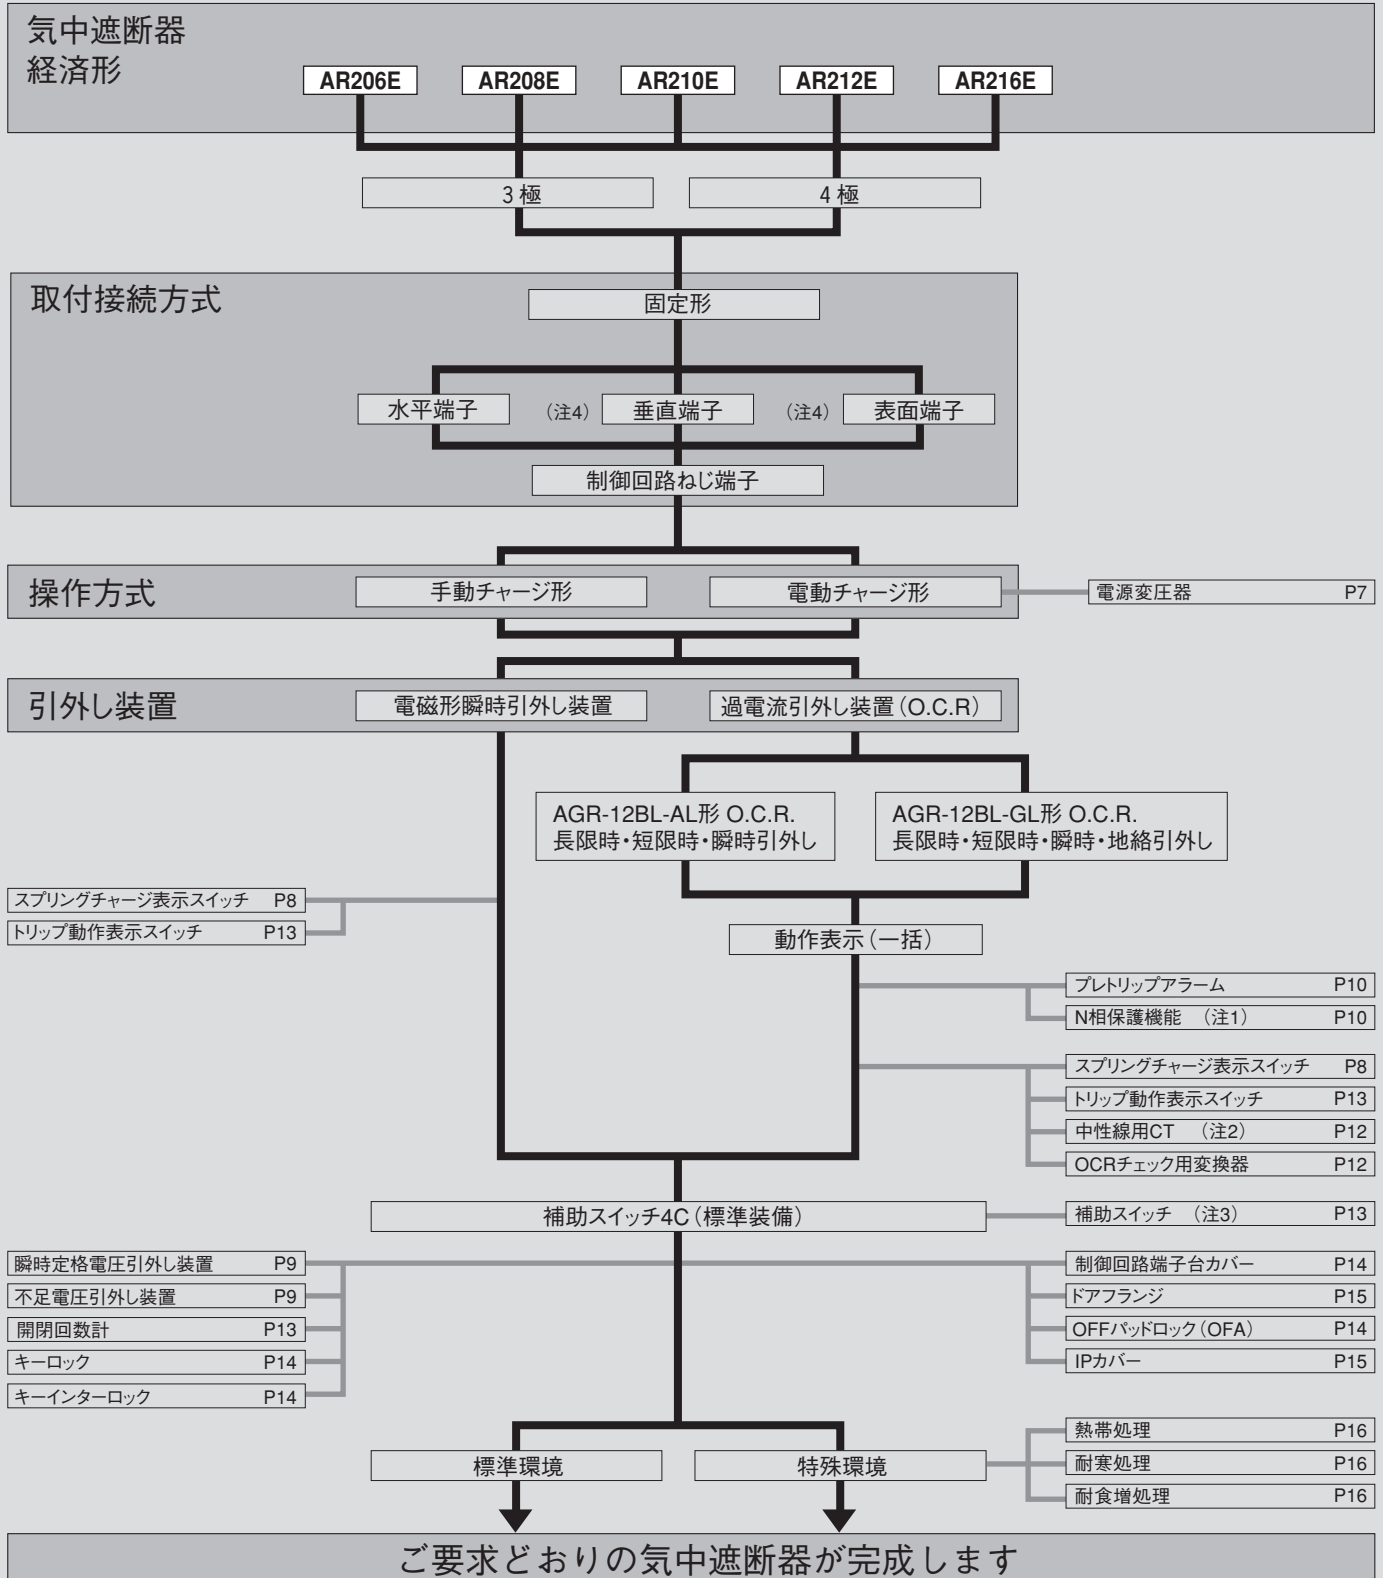 気中遮断器
経済形
AR206E AR208E AR210E AR212E AR216E
3 極 4 極
取付接続方式
固定形
水平端子 (注4) 垂直端子 (注4) 表面端子
制御回路ねじ端子
操作方式 手動チャージ形 電動チャージ形 電源変圧器 P7
引外し装置 電磁形瞬時引外し装置 過電流引外し装置(O.C.R)
AGR-12BL-AL形 O.C.R.
長限時・短限時・瞬時引外し
AGR-12BL-GL形 O.C.R.
長限時・短限時・瞬時・地絡引外し
スプリングチャージ表示スイッチ P8
トリップ動作表示スイッチ P13
動作表示(一括)
プレトリップアラーム P10
N相保護機能 (注1) P10
スプリングチャージ表示スイッチ P8
トリップ動作表示スイッチ P13
中性線用CT (注2) P12
OCRチェック用変換器 P12
補助スイッチ4C(標準装備) 補助スイッチ (注3) P13
瞬時定格電圧引外し装置 P9
不足電圧引外し装置 P9
開閉回数計 P13
キーロック P14
キーインターロック P14
制御回路端子台カバー P14
ドアフランジ P15
OFFパッドロック(OFA) P14
IPカバー P15
標準環境 特殊環境
熱帯処理 P16
耐寒処理 P16
耐食増処理 P16
ご要求どおりの気中遮断器が完成します